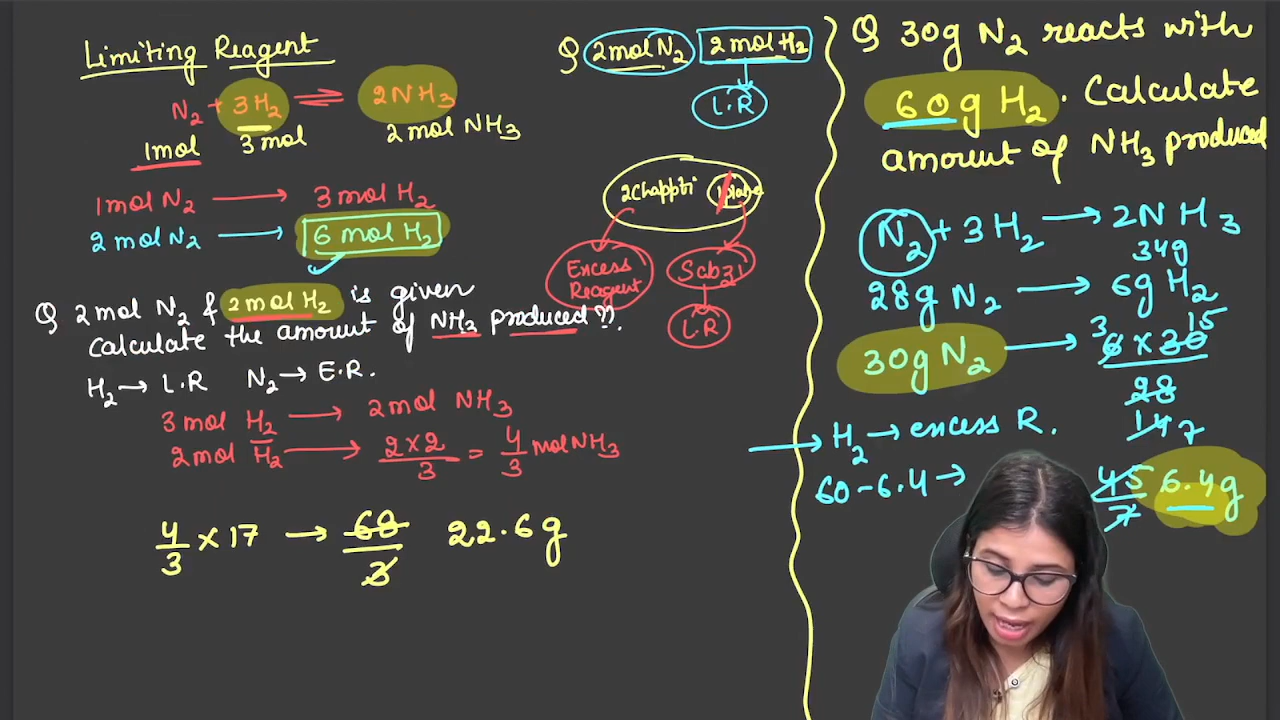 Limiting Reagent
N₂ + 3H₂ ⇌ 2NH₃
1mol 3 mol 2 mol NH₃
1mol N₂ → 3 mol H₂
2 mol N₂ → 6 mol H₂
Q 2 mol N₂ & 2 mol H₂ is given
Calculate the amount of NH₃ produced ??.
H₂ → L.R N₂ → E.R.
3 mol H₂ → 2 mol NH₃
2 mol H₂ → 2×2/3 = 4/3 mol NH₃
4/3 × 17 → 68/3 22.6 g
Q 2 mol N₂ 2 mol H₂
L.R
2 Chappti
Excess
Reagent
Sabzi
L.R
Q 30g N₂ reacts with
60g H₂. Calculate
amount of NH₃ produced
N₂ + 3H₂ → 2NH₃
34g
28g N₂ → 6g H₂
3 15
30g N₂ → 6 × 30
28
14 7
H₂ → excess R.
60-6.4 → 45/7 6.4g